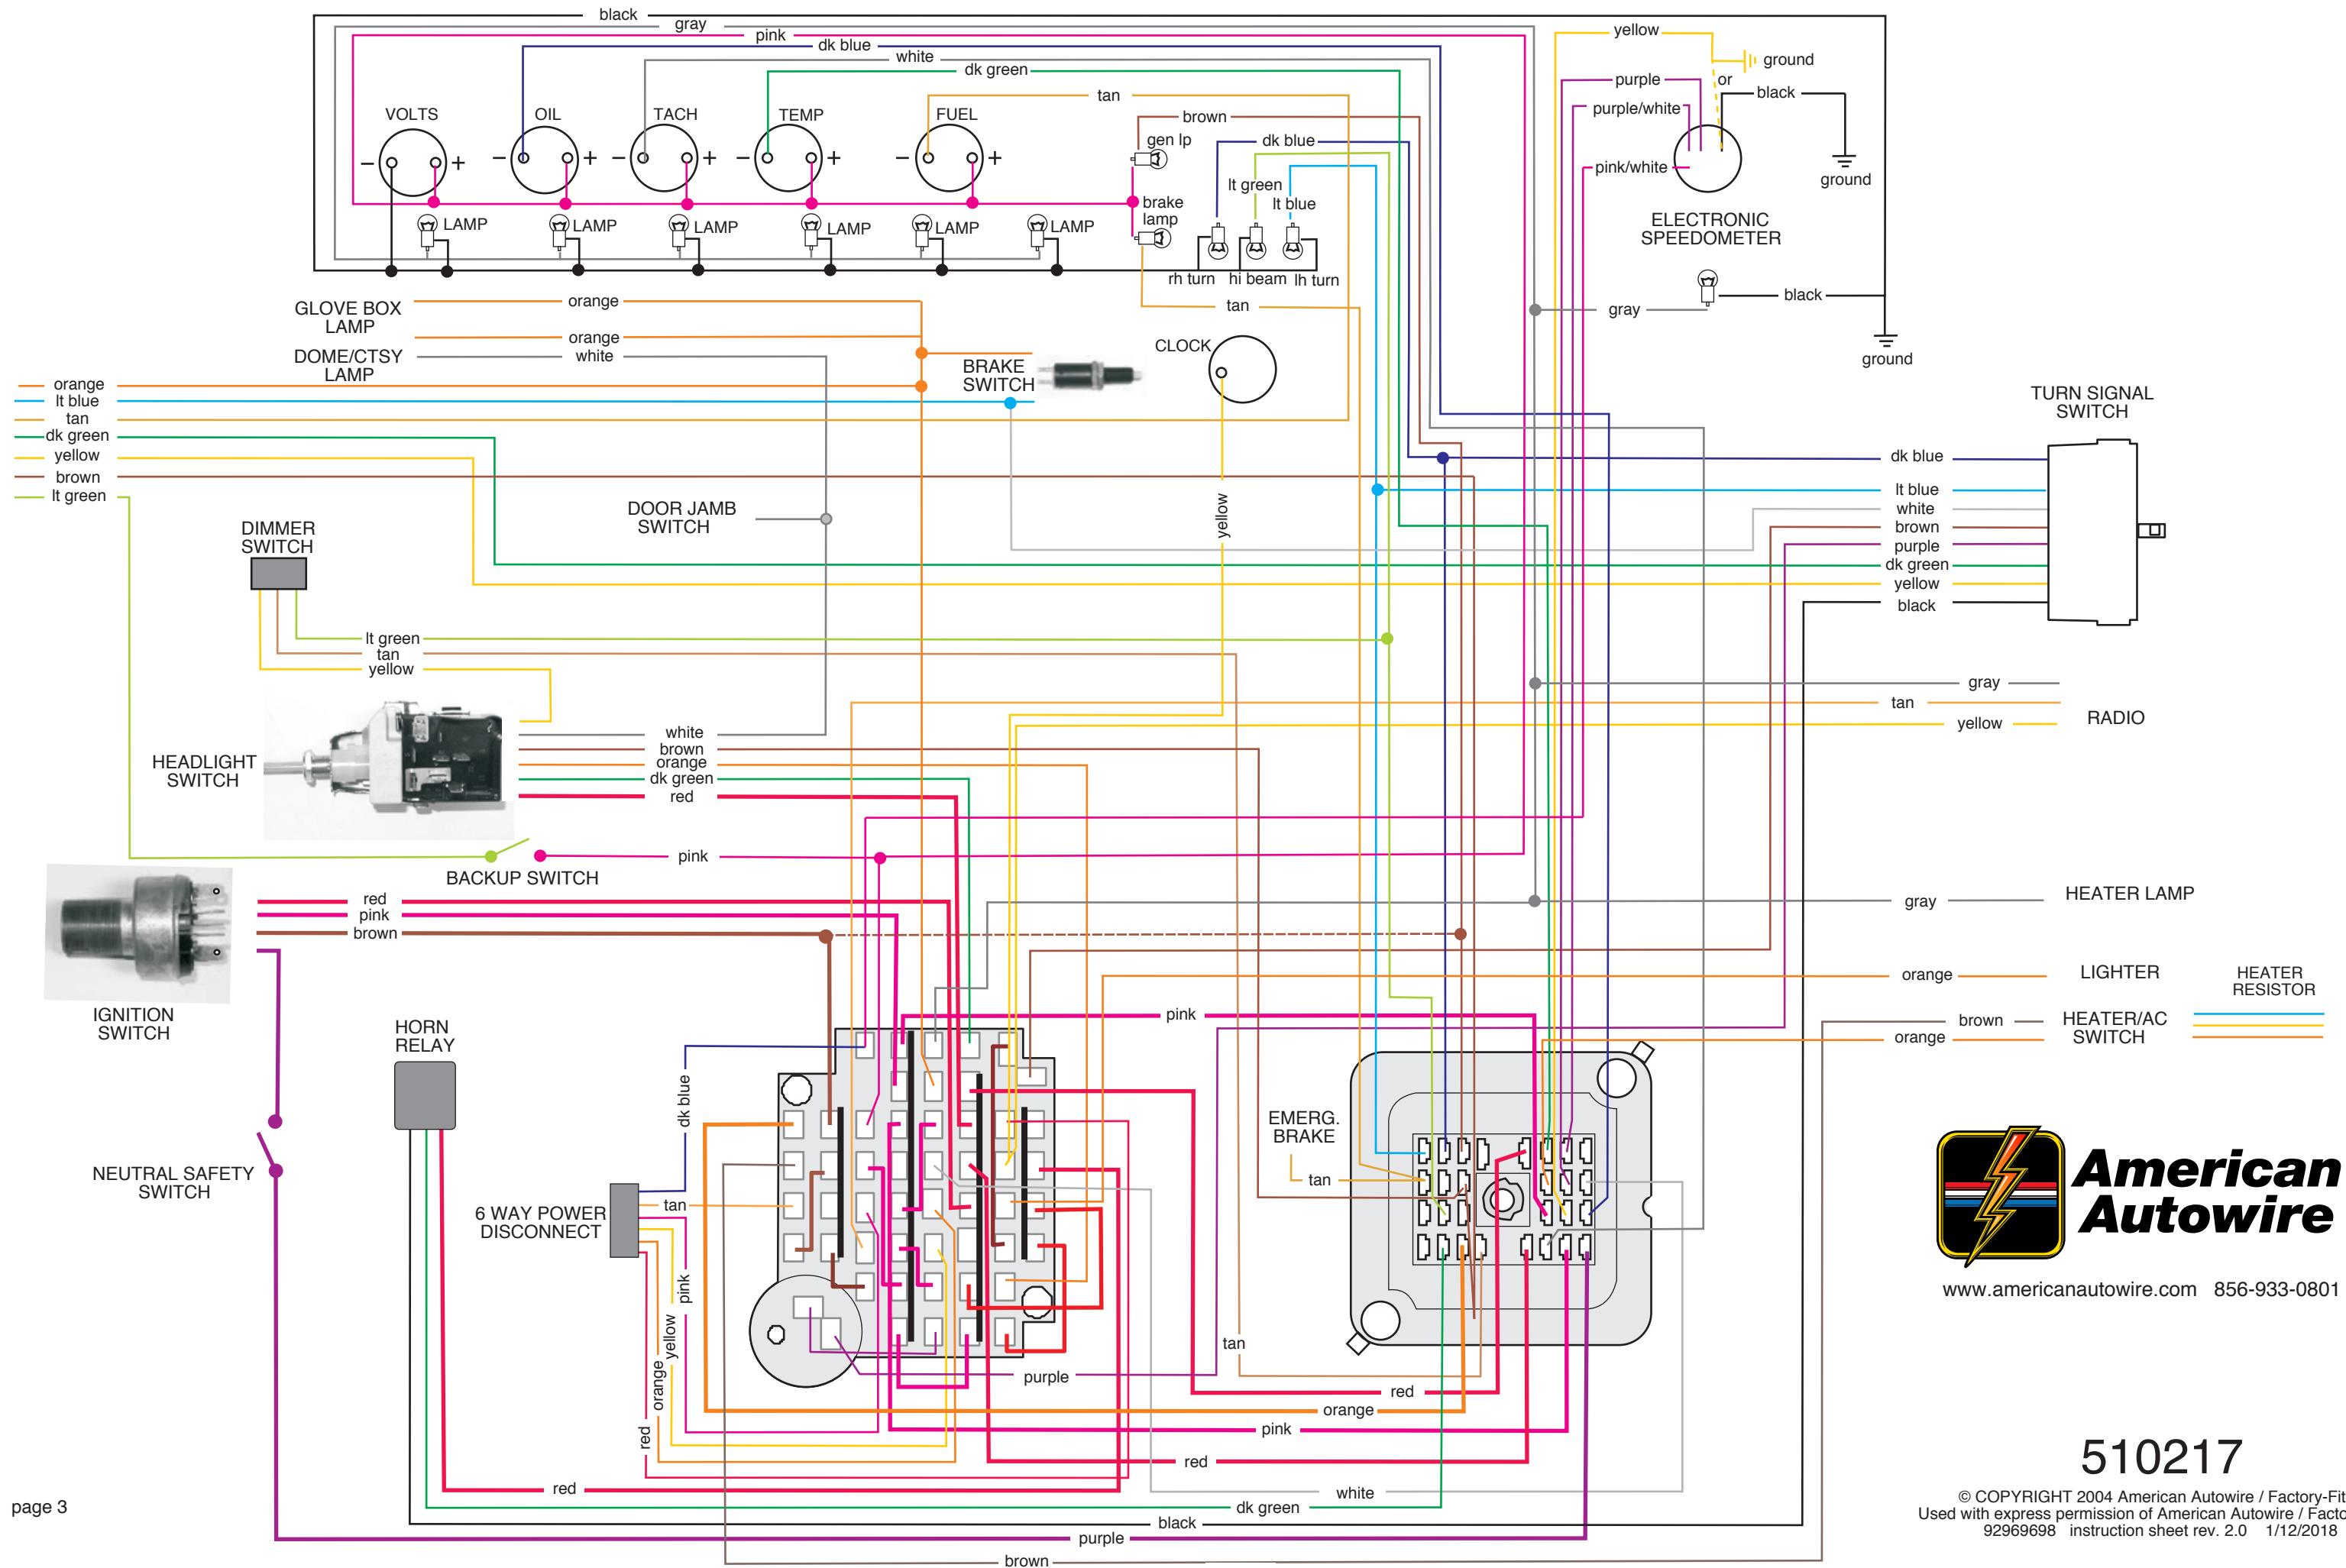 black
gray
pink
dk blue
white
dk green
tan
brown
yellow
ground
or
purple
black
purple/white
pink/white
ground
VOLTS
OIL
TACH
TEMP
FUEL
− +
− +
− +
− +
− +
gen lp
dk blue
lt green
lt blue
brake
lamp
LAMP
LAMP
LAMP
LAMP
LAMP
LAMP
rh turn
hi beam
lh turn
tan
ELECTRONIC
SPEEDOMETER
gray
black
ground
GLOVE BOX
LAMP
orange
orange
DOME/CTSY
LAMP
white
BRAKE
SWITCH
CLOCK
orange
lt blue
tan
dk green
yellow
brown
lt green
TURN SIGNAL
SWITCH
dk blue
lt blue
white
brown
purple
dk green
yellow
black
DOOR JAMB
SWITCH
yellow
DIMMER
SWITCH
lt green
tan
yellow
gray
tan
yellow
RADIO
HEADLIGHT
SWITCH
white
brown
orange
dk green
red
pink
BACKUP SWITCH
red
pink
brown
IGNITION
SWITCH
gray
HEATER LAMP
orange
LIGHTER
HEATER
RESISTOR
brown
HEATER/AC
SWITCH
orange
HORN
RELAY
pink
dk blue
EMERG.
BRAKE
tan
NEUTRAL SAFETY
SWITCH
6 WAY POWER
DISCONNECT
tan
pink
yellow
orange
red
tan
purple
red
orange
pink
red
red
white
dk green
black
purple
brown
American
Autowire
www.americanautowire.com 856-933-0801
510217
© COPYRIGHT 2004 American Autowire / Factory-Fit
Used with express permission of American Autowire / Facto
92969698 instruction sheet rev. 2.0 1/12/2018
page 3